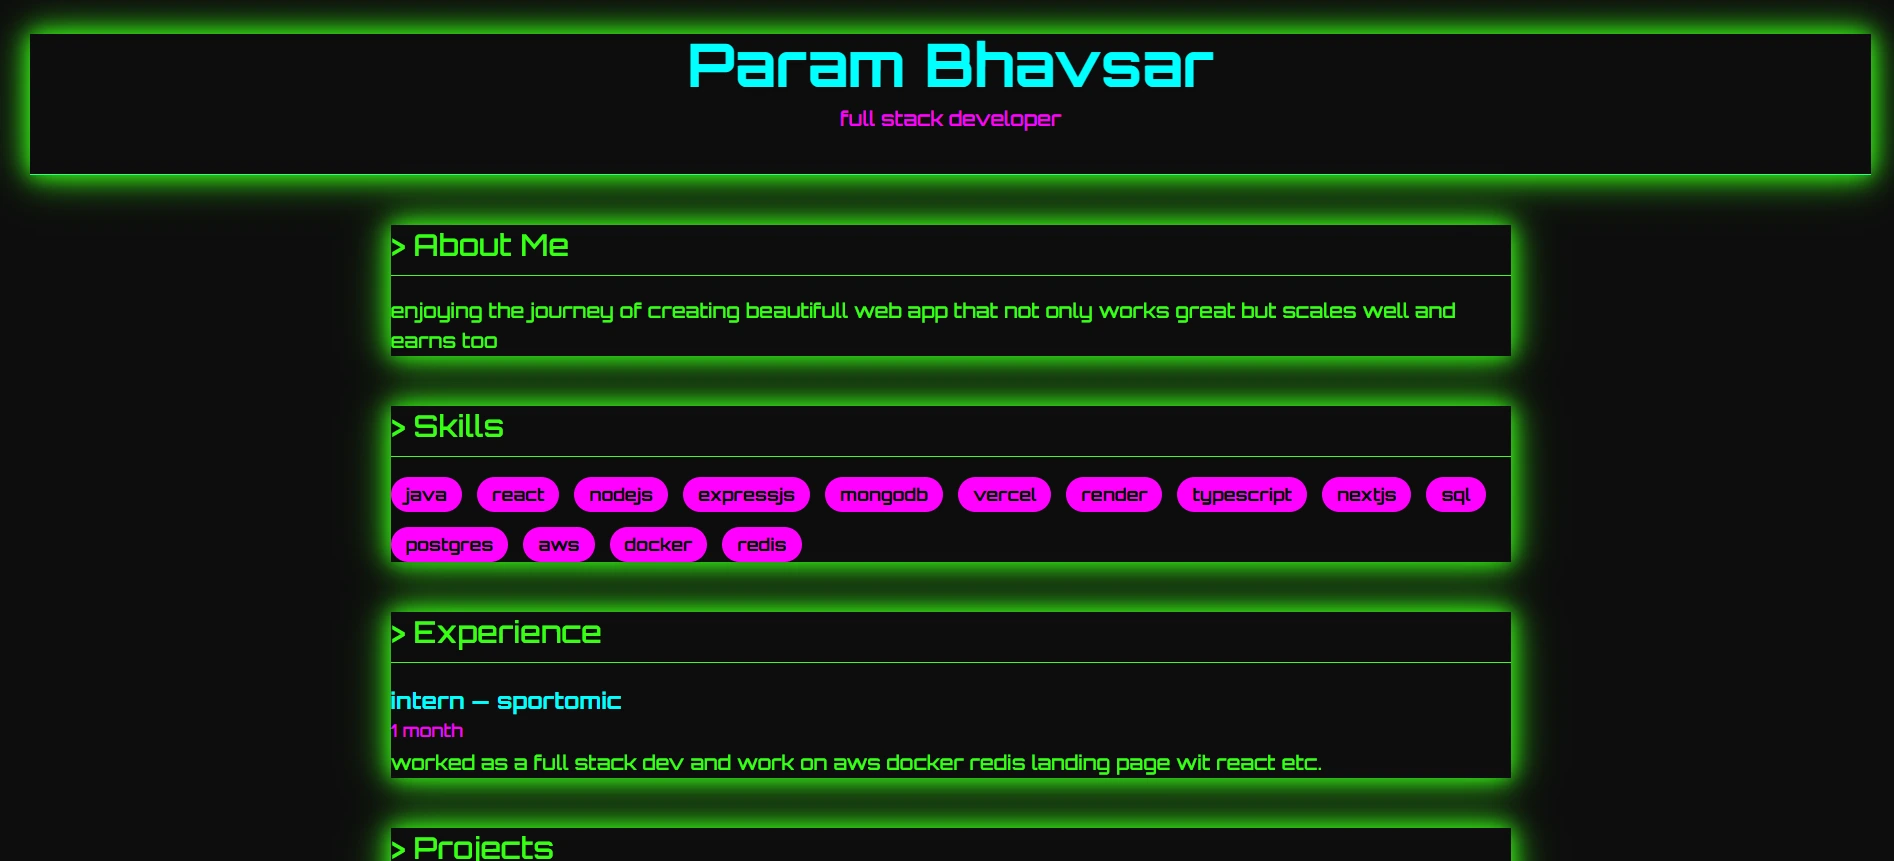 Param Bhavsar
full stack developer
> About Me
enjoying the journey of creating beautifull web app that not only works great but scales well and
earns too
> Skills
java react nodejs expressjs mongodb vercel render typescript nextjs sql
postgres aws docker redis
> Experience
intern — sportomic
1 month
worked as a full stack dev and work on aws docker redis landing page wit react etc.
> Projects